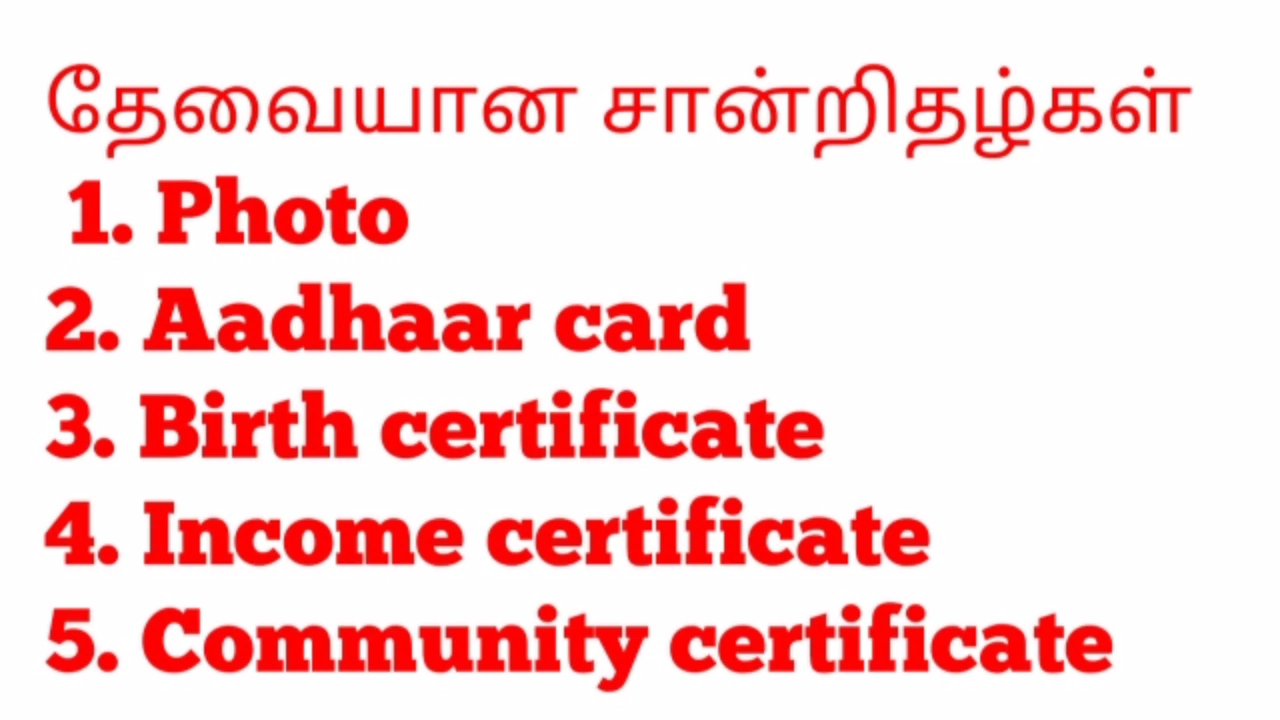 தேவையான சான்றிதழ்கள்
1. Photo
2. Aadhaar card
3. Birth certificate
4. Income certificate
5. Community certificate